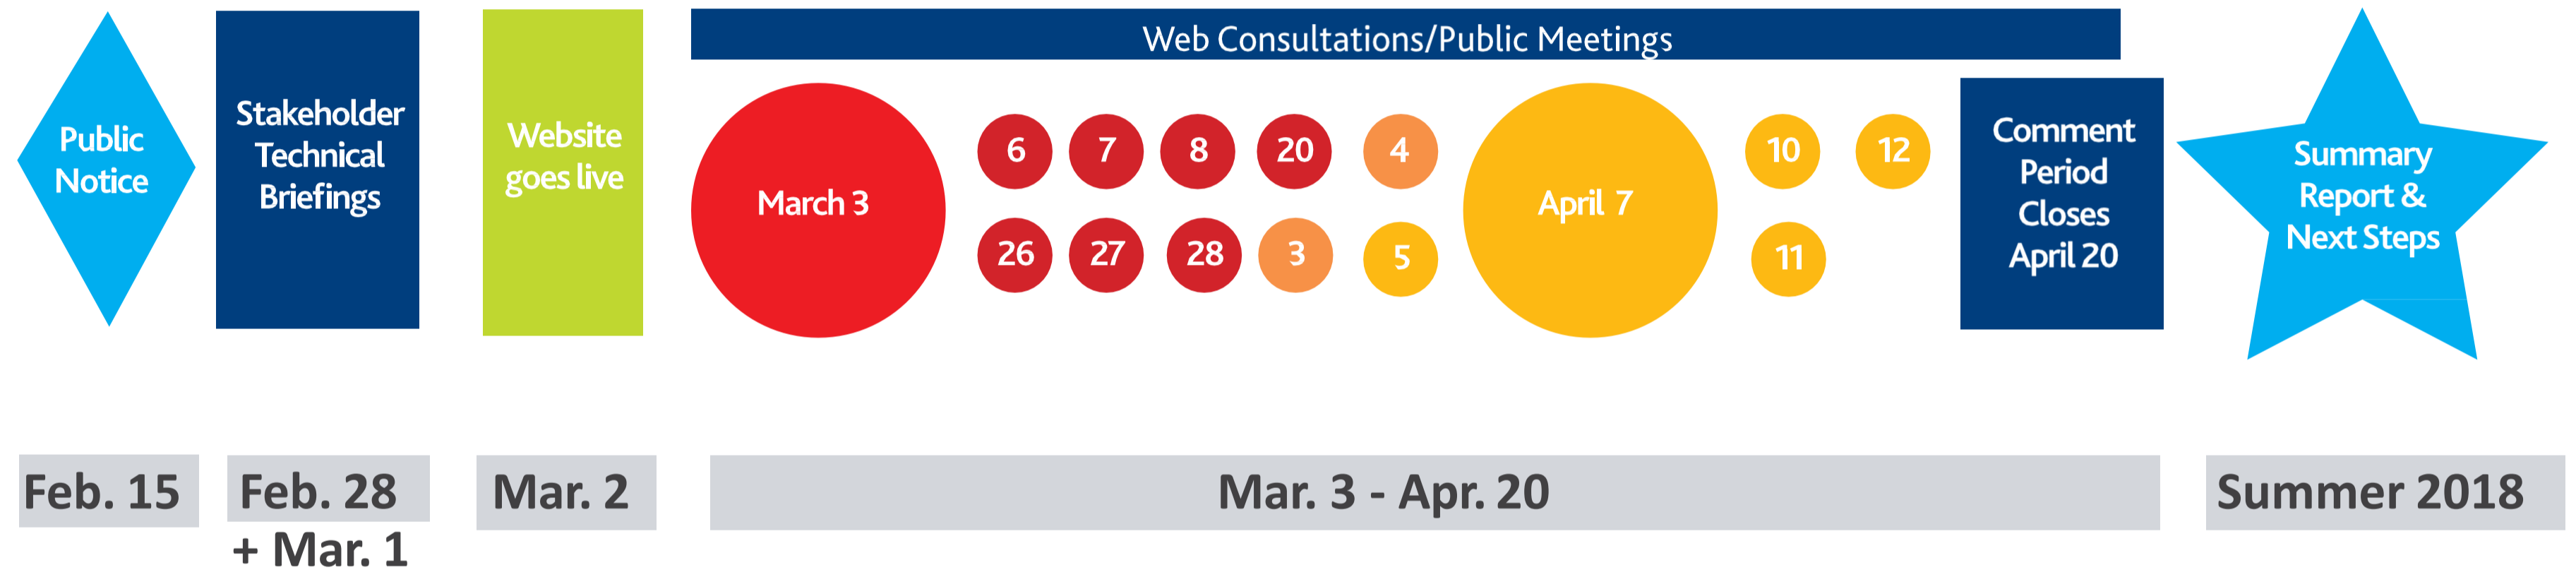 Public
Notice
Stakeholder
Technical
Briefings
Website
goes live
Web Consultations/Public Meetings
March 3
6 7 8 20 4
26 27 28 3 5
April 7
10 12
11
Comment
Period
Closes
April 20
Summary
Report &
Next Steps
Feb. 15
Feb. 28
+ Mar. 1
Mar. 2
Mar. 3 - Apr. 20
Summer 2018